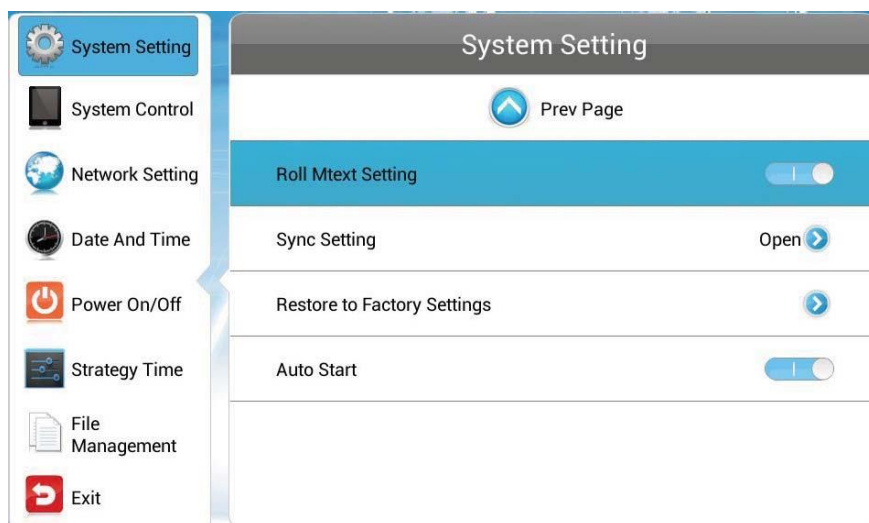 System Setting
System Control
Network Setting
Date And Time
Power On/Off
Strategy Time
File
Management
Exit
System Setting
Prev Page
Roll Mtext Setting
Sync Setting Open
Restore to Factory Settings
Auto Start